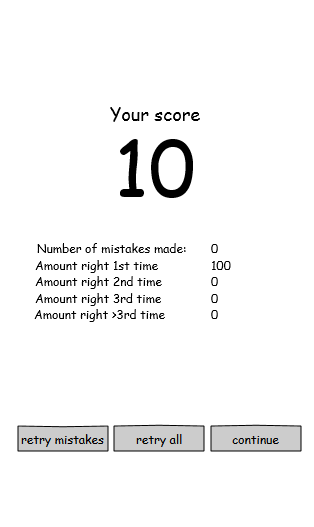 Your score
10
Number of mistakes made: 0
Amount right 1st time 100
Amount right 2nd time 0
Amount right 3rd time 0
Amount right >3rd time 0
retry mistakes retry all continue